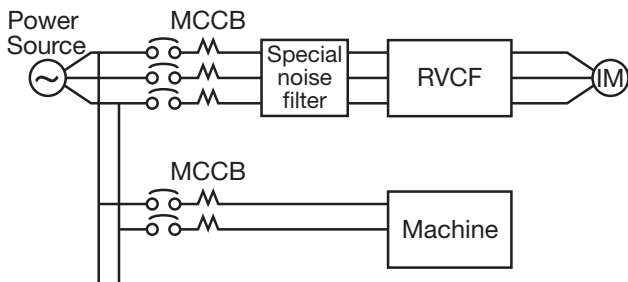 Power
Source
MCCB
Special
noise
filter
RVCF
IM
MCCB
Machine